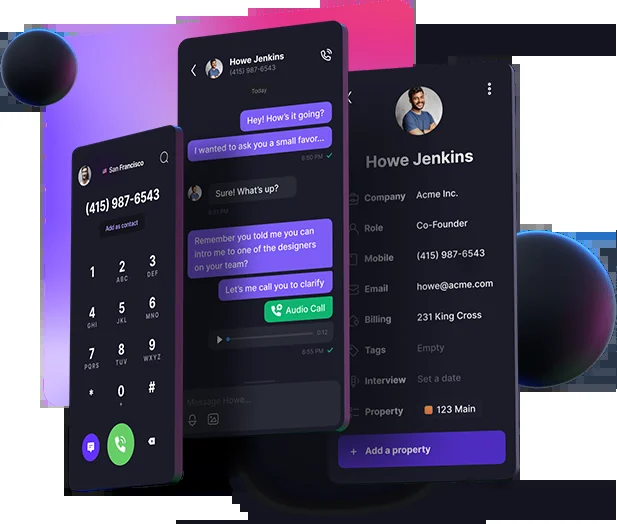 San Francisco
(415) 987-6543
Add as contact
1
2
ABC
3
DEF
4
GHI
5
JKL
6
MNO
7
PQRS
8
TUV
9
WXYZ
*
0
+
#
Howe Jenkins
(415) 987-6543
Today
Hey! How's it going?
I wanted to ask you a small favor...
6:50 PM
Sure! What's up?
6:51 PM
Remember you told me you can
intro me to one of the designers
on your team?
Let's me call you to clarify
Audio Call
0:12
6:55 PM
Message Howe...
Howe Jenkins
Company Acme Inc.
Role Co-Founder
Mobile (415) 987-6543
Email howe@acme.com
Billing 231 King Cross
Tags Empty
Interview Set a date
Property 123 Main
+ Add a property